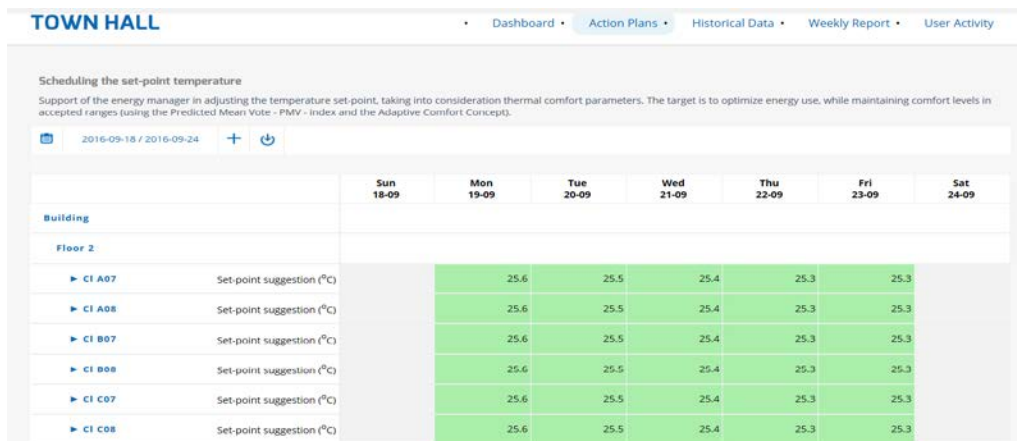 TOWN HALL
• Dashboard • Action Plans • Historical Data • Weekly Report • User Activity
Scheduling the set-point temperature
Support of the energy manager in adjusting the temperature set-point, taking into consideration thermal comfort parameters. The target is to optimize energy use, while maintaining comfort levels in
accepted ranges (using the Predicted Mean Vote - PMV - index and the Adaptive Comfort Concept).
2016-09-18 / 2016-09-24 +
Sun Mon Tue Wed Thu Fri Sat
18-09 19-09 20-09 21-09 22-09 23-09 24-09
Building
Floor 2
► Cl A07 Set-point suggestion (°C) 25.6 25.5 25.4 25.3 25.3
► Cl A08 Set-point suggestion (°C) 25.6 25.5 25.4 25.3 25.3
► Cl B07 Set-point suggestion (°C) 25.6 25.5 25.4 25.3 25.3
► Cl B08 Set-point suggestion (°C) 25.6 25.5 25.4 25.3 25.3
► Cl C07 Set-point suggestion (°C) 25.6 25.5 25.4 25.3 25.3
► Cl C08 Set-point suggestion (°C) 25.6 25.5 25.4 25.3 25.3